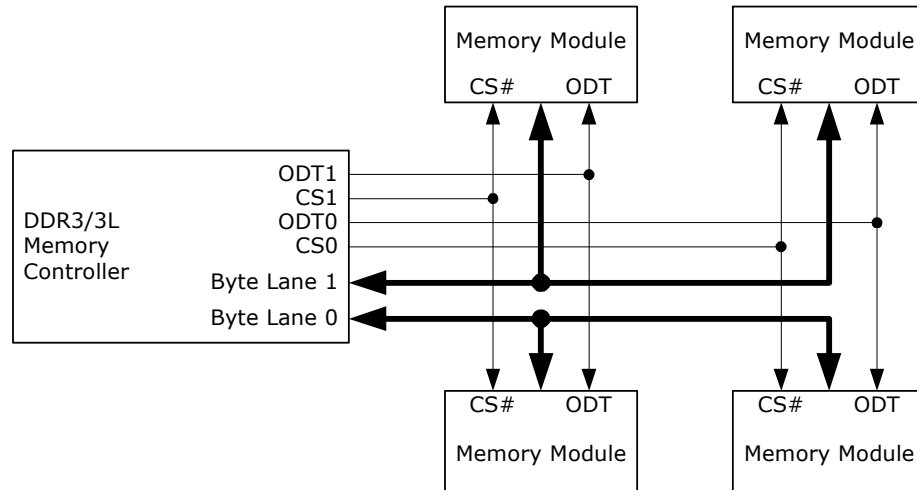 Memory Module
CS# ODT
Memory Module
CS# ODT
DDR3/3L
Memory
Controller
ODT1
CS1
ODT0
CS0
Byte Lane 1
Byte Lane 0
CS# ODT
Memory Module
CS# ODT
Memory Module